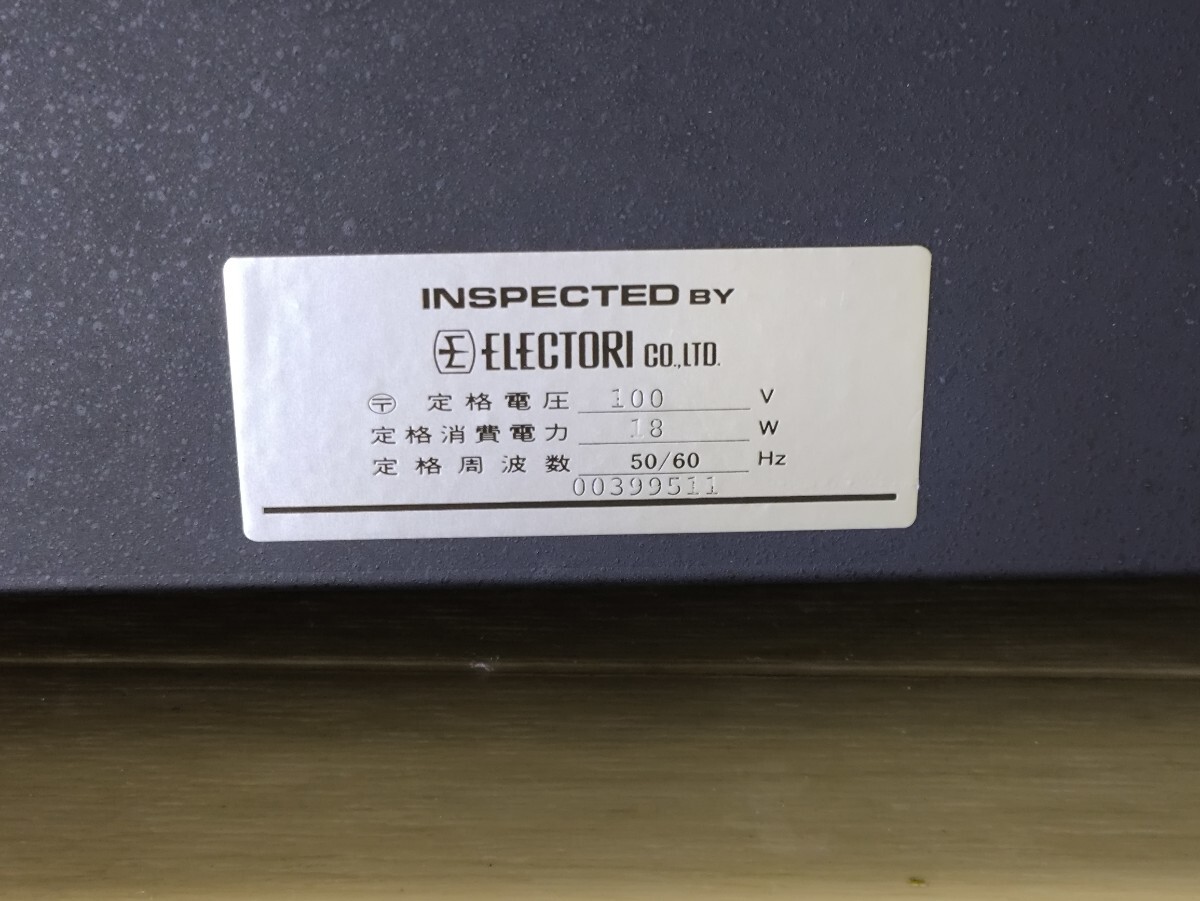 INSPECTED BY
ELECTORI CO.,LTD.
〶 定格電圧 100 V
定格消費電力 18 W
定格周波数 50/60 Hz
00399511